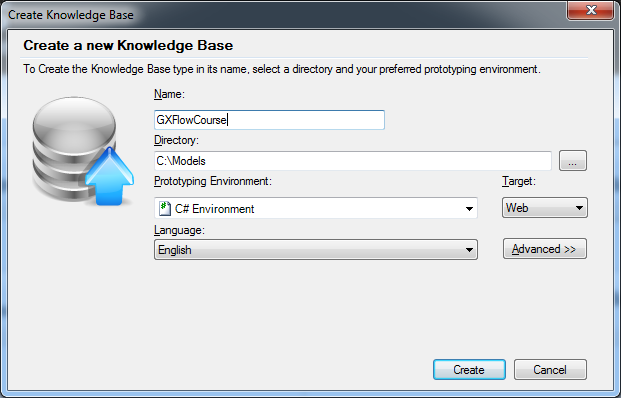 Create Knowledge Base
Create a new Knowledge Base
To Create the Knowledge Base type in its name, select a directory and your preferred prototyping environment.
Name:
GXFlowCourse
Directory:
C:\Models
...
Prototyping Environment:
Target:
C# Environment
Web
Language:
English
Advanced >>
Create
Cancel